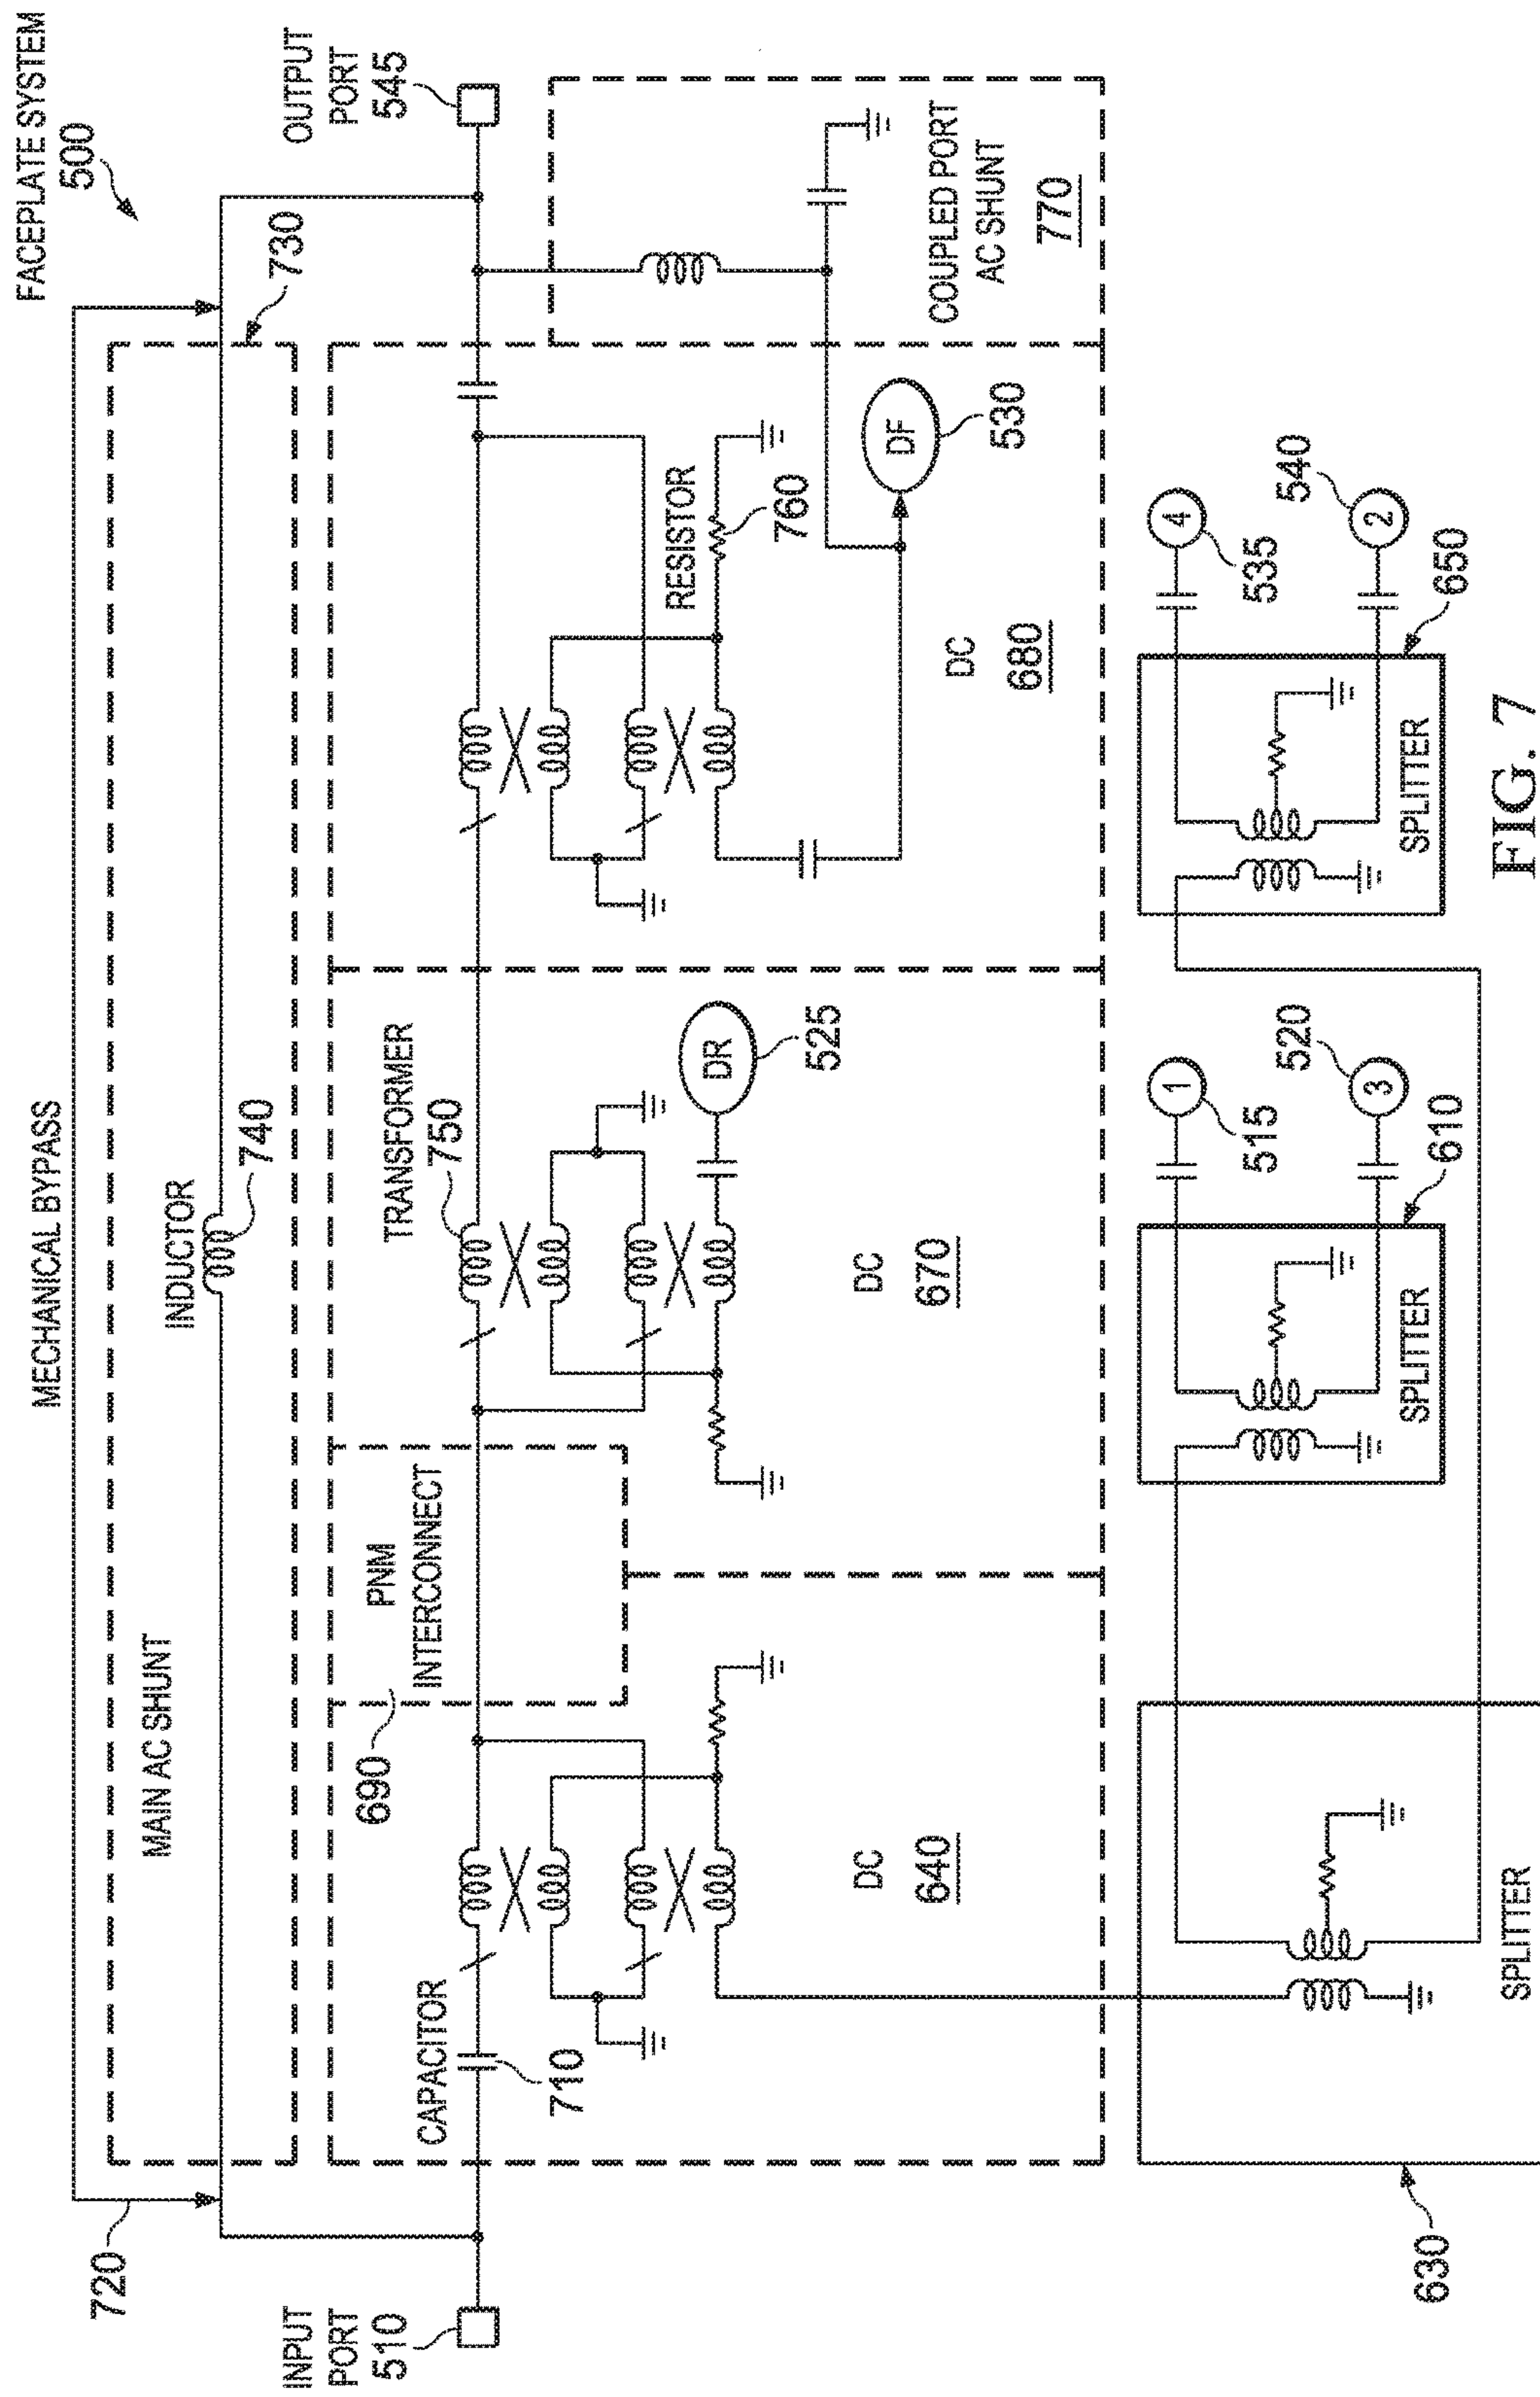 FACEPLATE SYSTEM
500
MECHANICAL BYPASS
720
730
MAIN AC SHUNT
INDUCTOR
740
INPUT
PORT
510
OUTPUT
PORT
545
CAPACITOR
710
690
PNM
INTERCONNECT
TRANSFORMER
750
RESISTOR
760
DR
525
DF
530
DC
640
DC
670
DC
680
COUPLED PORT
AC SHUNT
770
1
515
3
520
610
SPLITTER
4
535
2
540
650
SPLITTER
630
SPLITTER
FIG. 7